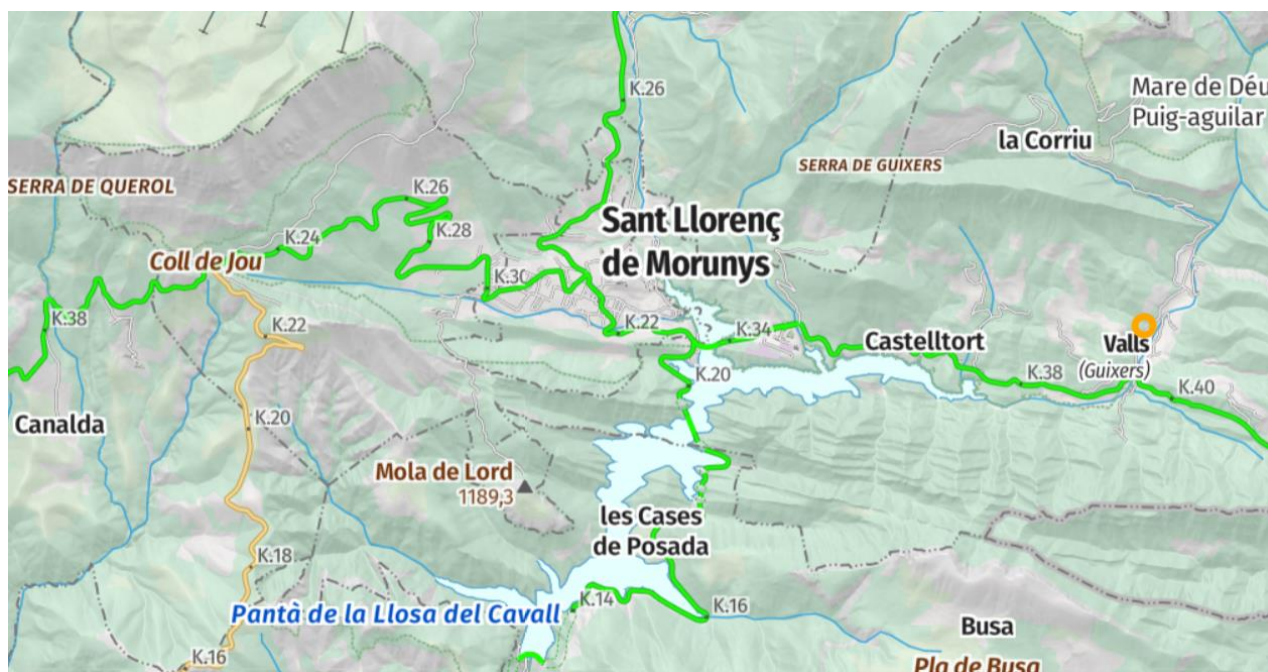 K.26
Mare de Déu
Puig-aguilar
la Corriu
SERRA DE GUIXERS
SERRA DE QUEROL
K.26
Sant Llorenç
de Morunys
K.28
K.24
Coll de Jou
K.30
K.38
K.22
K.22
K.34
Castelltort
Valls
(Guixers)
K.20
K.38
K.40
K.20
Canalda
Mola de Lord
1189,3
les Cases
de Posada
K.18
Pantà de la Llosa del Cavall
K.14
K.16
Busa
K.16
Pla de Busa